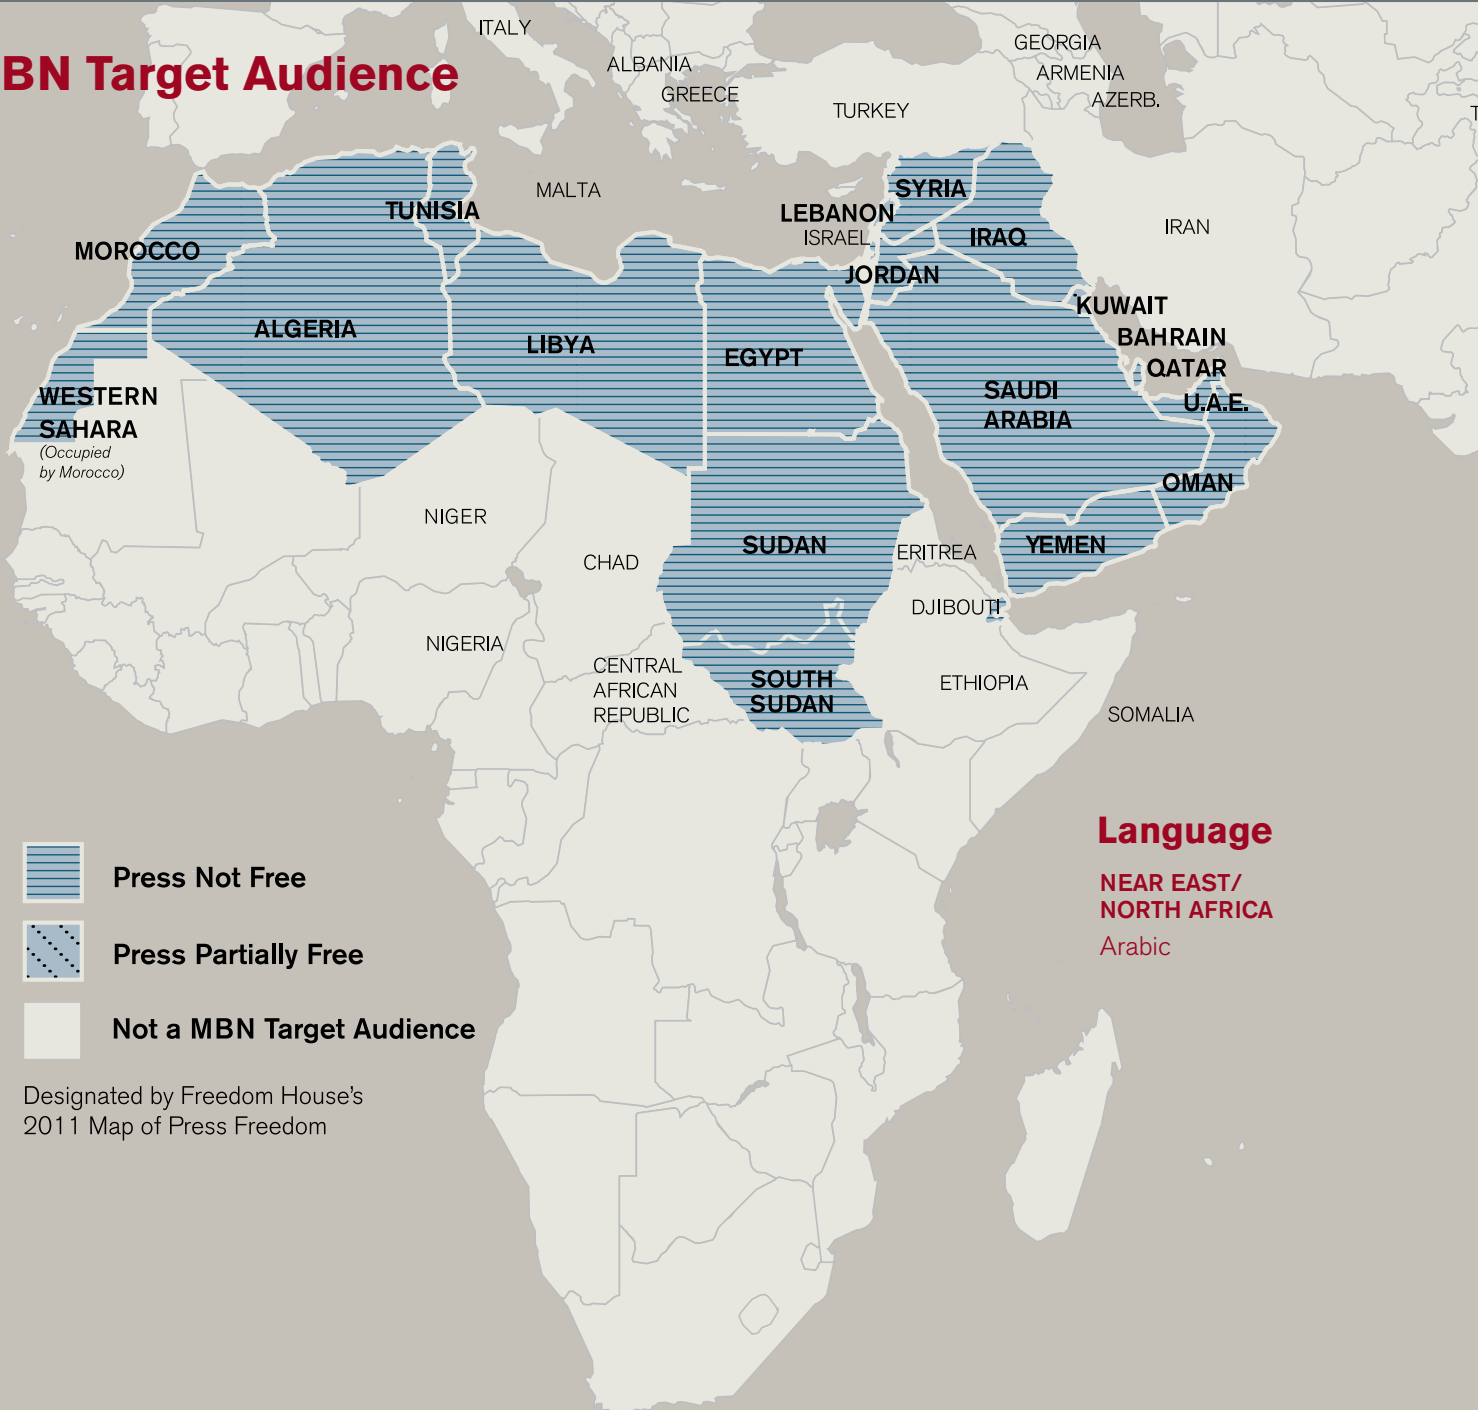 BN Target Audience
ITALY
ALBANIA
GREECE
TURKEY
GEORGIA
ARMENIA
AZERB.
T
MALTA
SYRIA
LEBANON
ISRAEL
IRAQ
IRAN
JORDAN
TUNISIA
MOROCCO
ALGERIA
LIBYA
EGYPT
KUWAIT
BAHRAIN
QATAR
U.A.E.
SAUDI
ARABIA
OMAN
YEMEN
WESTERN
SAHARA
(Occupied
by Morocco)
NIGER
CHAD
SUDAN
ERITREA
DJIBOUTI
NIGERIA
CENTRAL
AFRICAN
REPUBLIC
SOUTH
SUDAN
ETHIOPIA
SOMALIA
Press Not Free
Press Partially Free
Not a MBN Target Audience
Designated by Freedom House’s
2011 Map of Press Freedom
Language
NEAR EAST/
NORTH AFRICA
Arabic